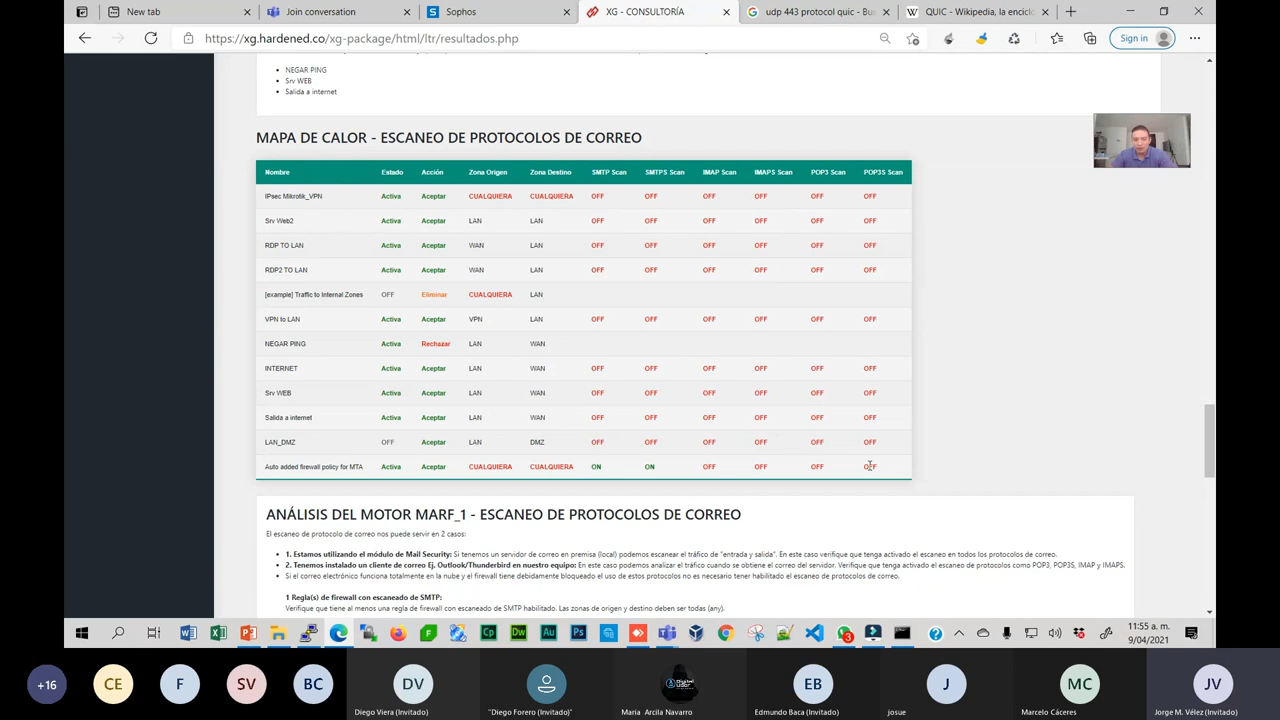 New tab
Join conversation
Sophos
XG - CONSULTORÍA
udp 443 protocol quic - Bus
QUIC - Wikipedia, la encicl
https://xg.hardened.co/xg-package/html/ltr/resultados.php
Sign in
NEGAR PING
Srv WEB
Salida a internet
MAPA DE CALOR - ESCANEO DE PROTOCOLOS DE CORREO
Nombre Estado Acción Zona Origen Zona Destino SMTP Scan SMTPS Scan IMAP Scan IMAPS Scan POP3 Scan POP3S Scan
IPsec Mikrotik_VPN Activa Aceptar CUALQUIERA CUALQUIERA OFF OFF OFF OFF OFF OFF
Srv Web2 Activa Aceptar LAN LAN OFF OFF OFF OFF OFF OFF
RDP TO LAN Activa Aceptar WAN LAN OFF OFF OFF OFF OFF OFF
RDP2 TO LAN Activa Aceptar WAN LAN OFF OFF OFF OFF OFF OFF
[example] Traffic to Internal Zones OFF Eliminar CUALQUIERA LAN
VPN to LAN Activa Aceptar VPN LAN OFF OFF OFF OFF OFF OFF
NEGAR PING Activa Rechazar LAN WAN
INTERNET Activa Aceptar LAN WAN OFF OFF OFF OFF OFF OFF
Srv WEB Activa Aceptar LAN WAN OFF OFF OFF OFF OFF OFF
Salida a internet Activa Aceptar LAN WAN OFF OFF OFF OFF OFF OFF
LAN_DMZ OFF Aceptar LAN DMZ OFF OFF OFF OFF OFF OFF
Auto added firewall policy for MTA Activa Aceptar CUALQUIERA CUALQUIERA ON ON OFF OFF OFF OFF
ANÁLISIS DEL MOTOR MARF_1 - ESCANEO DE PROTOCOLOS DE CORREO
El escaneo de protocolo de correo nos puede servir en 2 casos:
1. Estamos utilizando el módulo de Mail Security: Si tenemos un servidor de correo en premisa (local) podemos escanear el tráfico de "entrada y salida". En este caso verifique que tenga activado el escaneo en todos los protocolos de correo.
2. Tenemos instalado un cliente de correo Ej. Outlook/Thunderbird en nuestro equipo: En este caso podemos analizar el tráfico cuando se obtiene el correo del servidor. Verifique que tenga activado el escaneo de protocolos como POP3, POP3S, IMAP y IMAPS.
Si el correo electrónico funciona totalmente en la nube y el firewall tiene debidamente bloqueado el uso de estos protocolos no es necesario tener habilitado el escaneo de protocolos de correo.
1 Regla(s) de firewall con escaneado de SMTP:
Verifique que tiene al menos una regla de firewall con escaneado de SMTP habilitado. Las zonas de origen y destino deben ser todas (any).
11:55 a. m.
9/04/2021
+16
CE
F
SV
BC
DV
Diego Viera (Invitado)
"Diego Forero (Invitado)"
Maria Arcila Navarro
EB
Edmundo Baca (Invitado)
J
josue
MC
Marcelo Cáceres
JV
Jorge M. Vélez (Invitado)